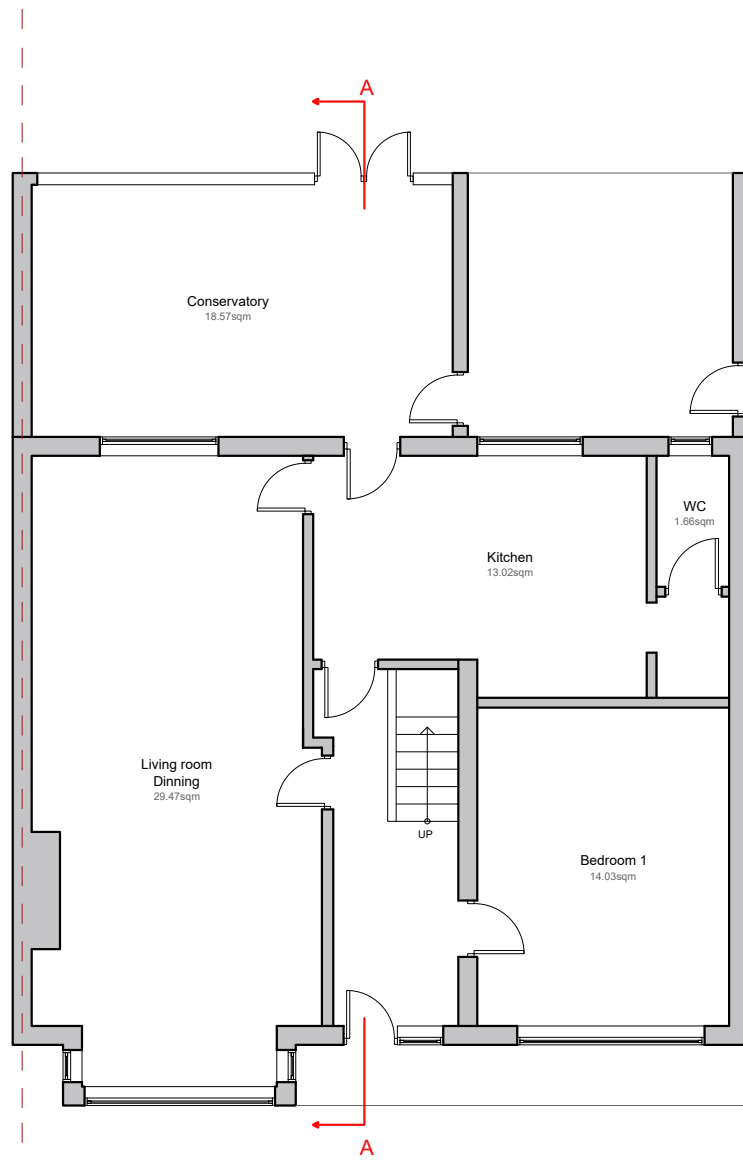 A
Conservatory
18.57sqm
WC
1.66sqm
Kitchen
13.02sqm
Living room
Dinning
29.47sqm
UP
Bedroom 1
14.03sqm
A